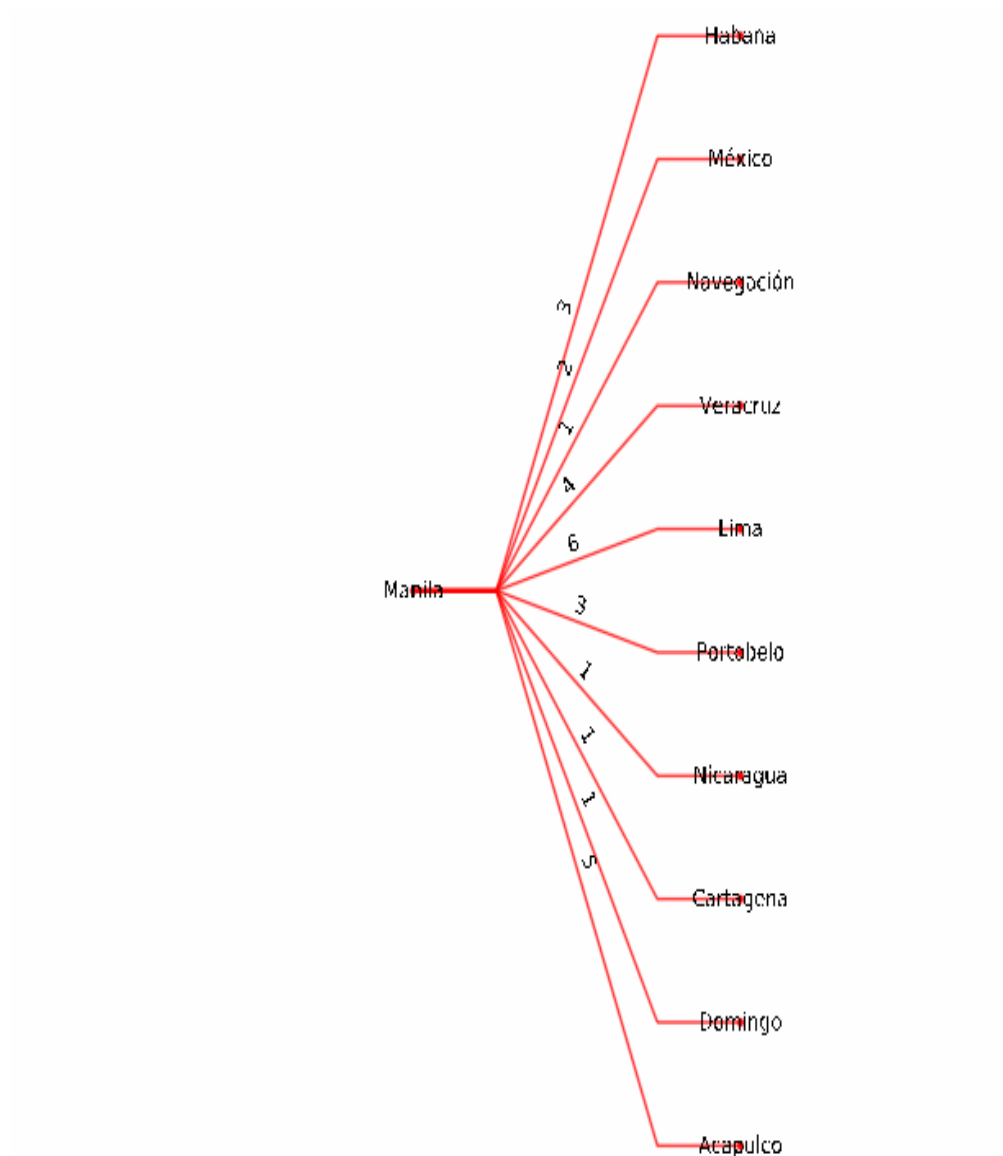 Habana
México
Navegación
3
2
Veracruz
1
4
Lima
6
Manila
3
Portobelo
1
1
Nicaragua
1
5
Cartagena
Domingo
Acapulco